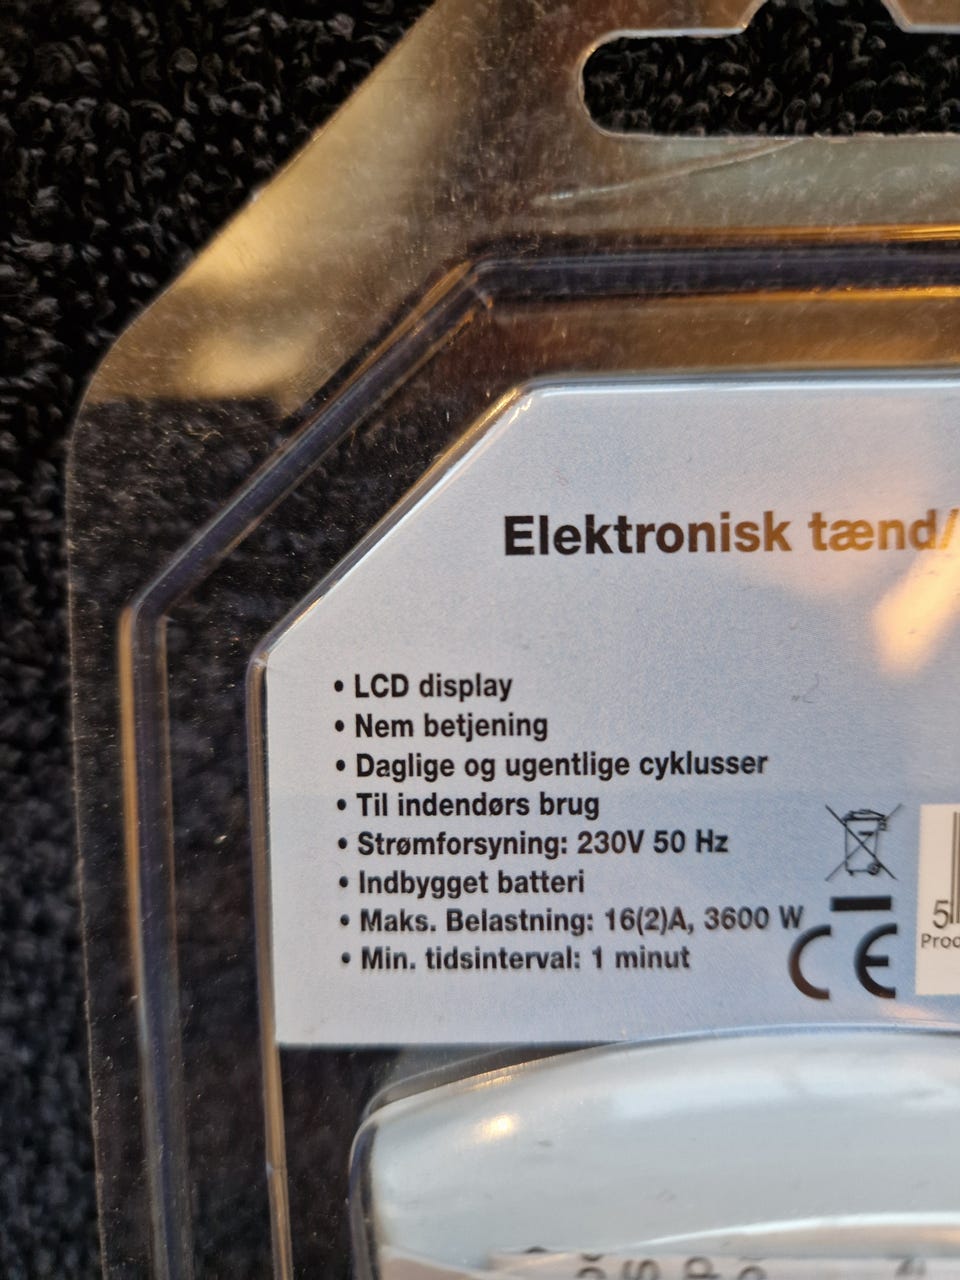 Elektronisk tænd/
• LCD display
• Nem betjening
• Daglige og ugentlige cyklusser
• Til indendørs brug
• Strømforsyning: 230V 50 Hz
• Indbygget batteri
• Maks. Belastning: 16(2)A, 3600 W
• Min. tidsinterval: 1 minut
CE
5